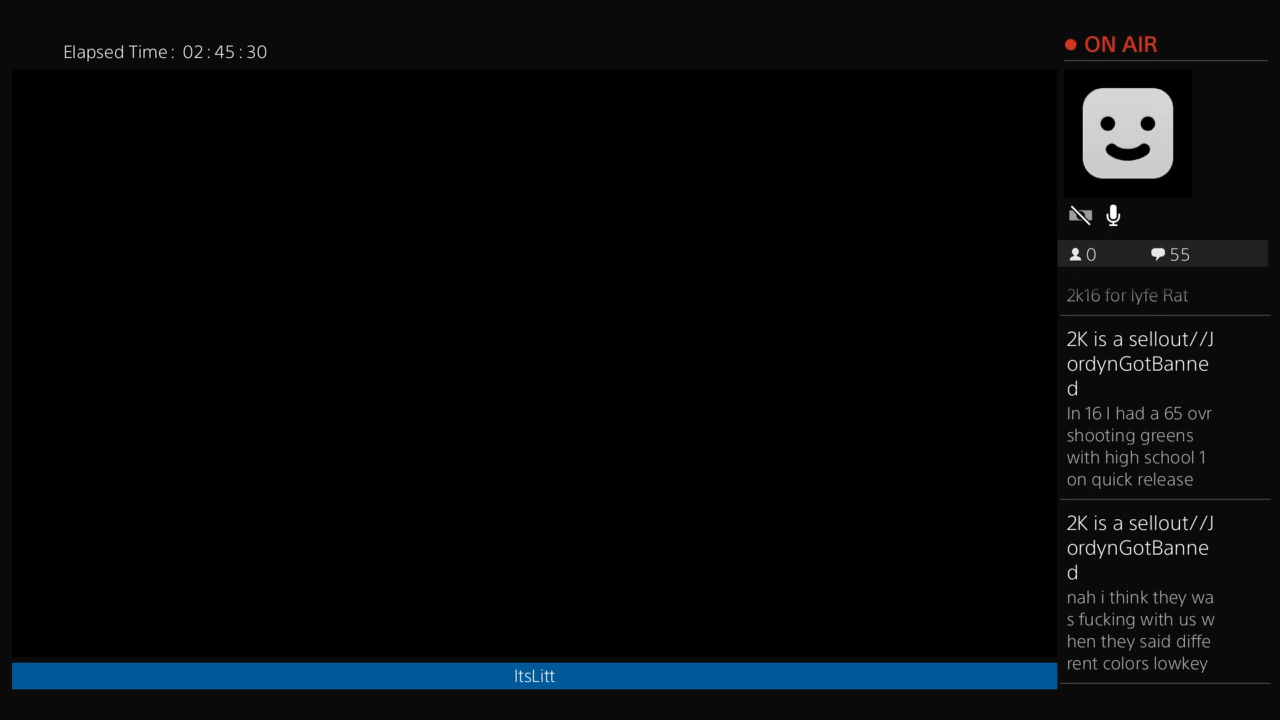 Elapsed Time: 02:45:30
ON AIR
0 55
2k16 for lyfe Rat
2K is a sellout//J
ordynGotBanne
d
In 16 I had a 65 ovr
shooting greens
with high school 1
on quick release
2K is a sellout//J
ordynGotBanne
d
nah i think they wa
s fucking with us w
hen they said diffe
rent colors lowkey
ItsLitt